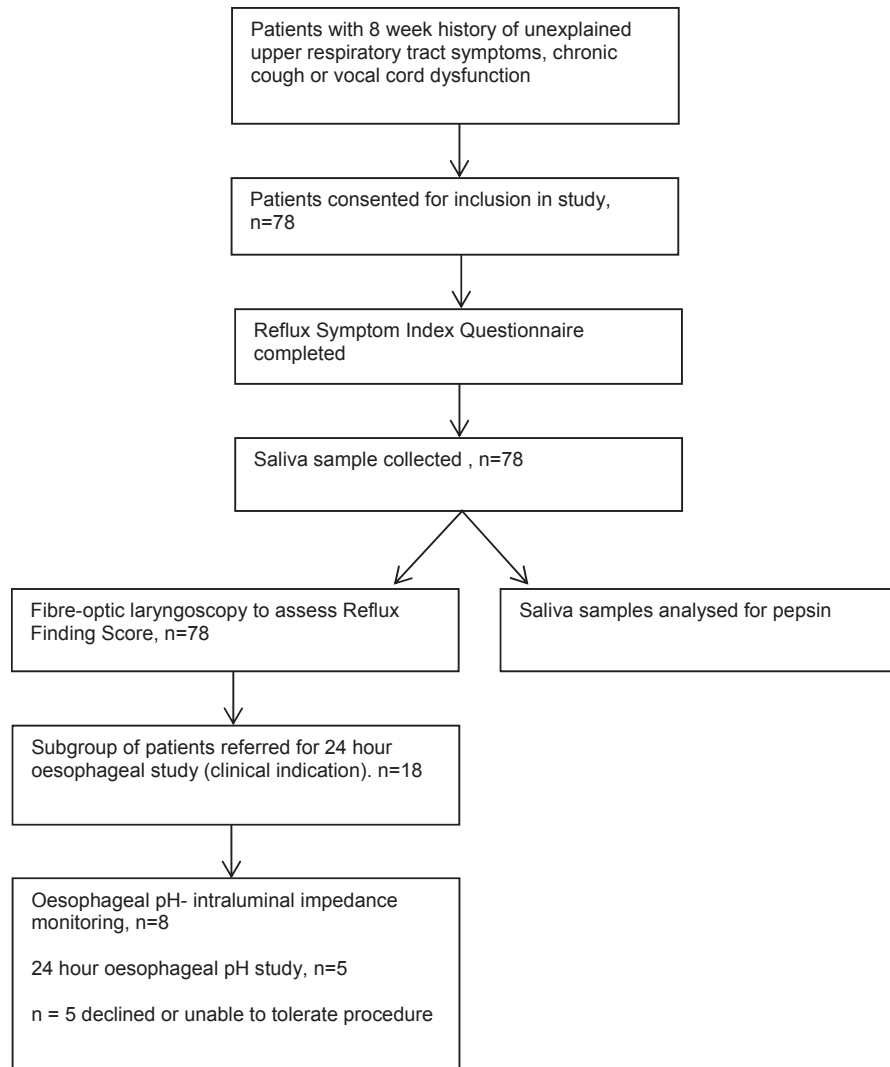 Patients with 8 week history of unexplained
upper respiratory tract symptoms, chronic
cough or vocal cord dysfunction
Patients consented for inclusion in study,
n=78
Reflux Symptom Index Questionnaire
completed
Saliva sample collected , n=78
Fibre-optic laryngoscopy to assess Reflux
Finding Score, n=78
Saliva samples analysed for pepsin
Subgroup of patients referred for 24 hour
oesophageal study (clinical indication). n=18
Oesophageal pH- intraluminal impedance
monitoring, n=8
24 hour oesophageal pH study, n=5
n = 5 declined or unable to tolerate procedure